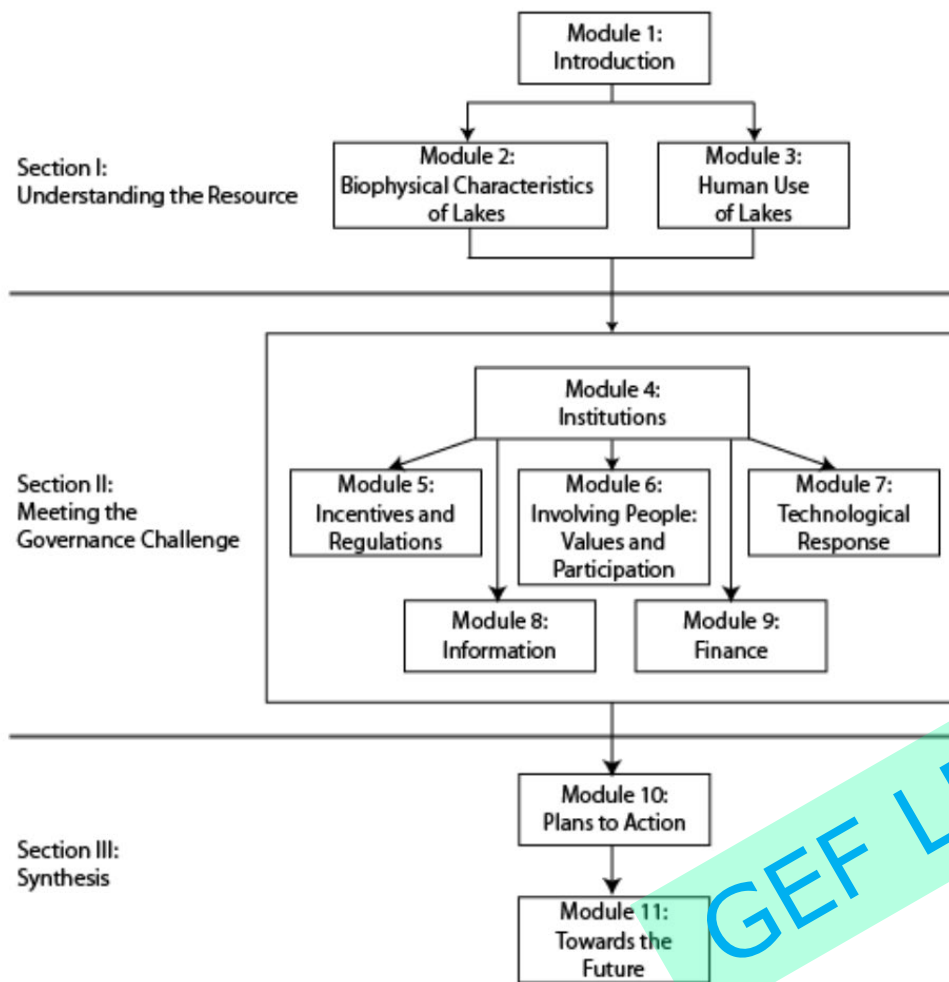 Module 1:
Introduction
Section I:
Understanding the Resource
Module 2:
Biophysical Characteristics
of Lakes
Module 3:
Human Use
of Lakes
Section II:
Meeting the
Governance Challenge
Module 4:
Institutions
Module 5:
Incentives and
Regulations
Module 6:
Involving People:
Values and
Participation
Module 7:
Technological
Response
Module 8:
Information
Module 9:
Finance
Section III:
Synthesis
Module 10:
Plans to Action
Module 11:
Towards the
Future
GEF